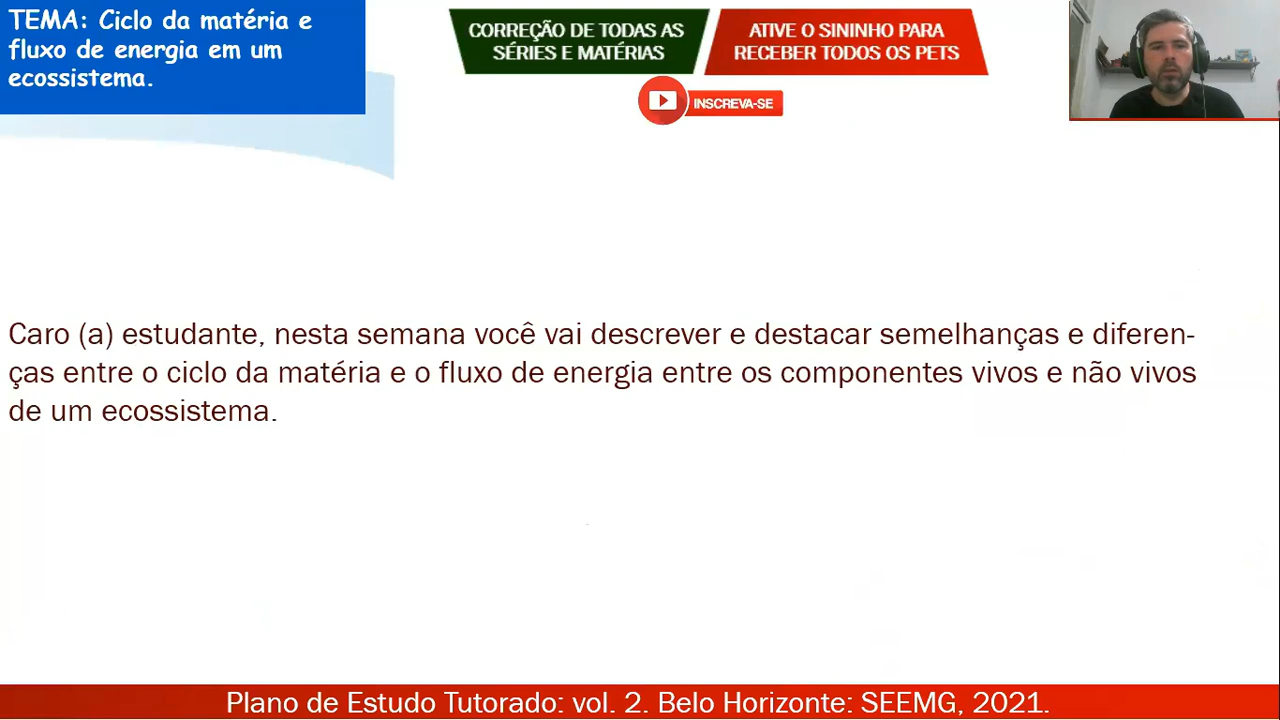 TEMA: Ciclo da matéria e
fluxo de energia em um
ecossistema.
CORREÇÃO DE TODAS AS
SÉRIES E MATÉRIAS
ATIVE O SININHO PARA
RECEBER TODOS OS PETS
INSCREVA-SE
Caro (a) estudante, nesta semana você vai descrever e destacar semelhanças e diferen-
ças entre o ciclo da matéria e o fluxo de energia entre os componentes vivos e não vivos
de um ecossistema.
Plano de Estudo Tutorado: vol. 2. Belo Horizonte: SEEMG, 2021.